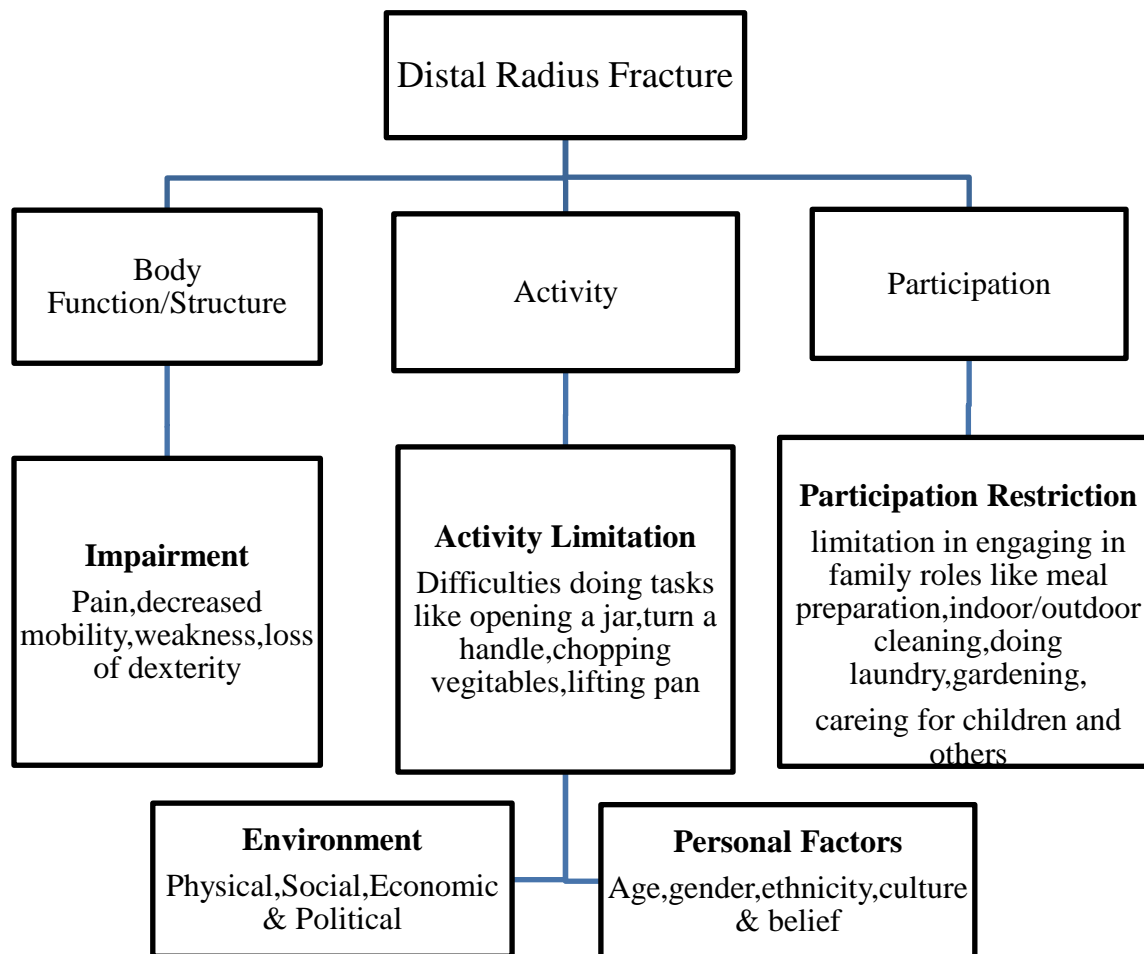 Distal Radius Fracture
Body
Function/Structure
Activity
Participation
Impairment
Pain,decreased
mobility,weakness,loss
of dexterity
Activity Limitation
Difficulties doing tasks
like opening a jar,turn a
handle,chopping
vegitables,lifting pan
Participation Restriction
limitation in engaging in
family roles like meal
preparation,indoor/outdoor
cleaning,doing
laundry,gardening,
careing for children and
others
Environment
Physical,Social,Economic
& Political
Personal Factors
Age,gender,ethnicity,culture
& belief